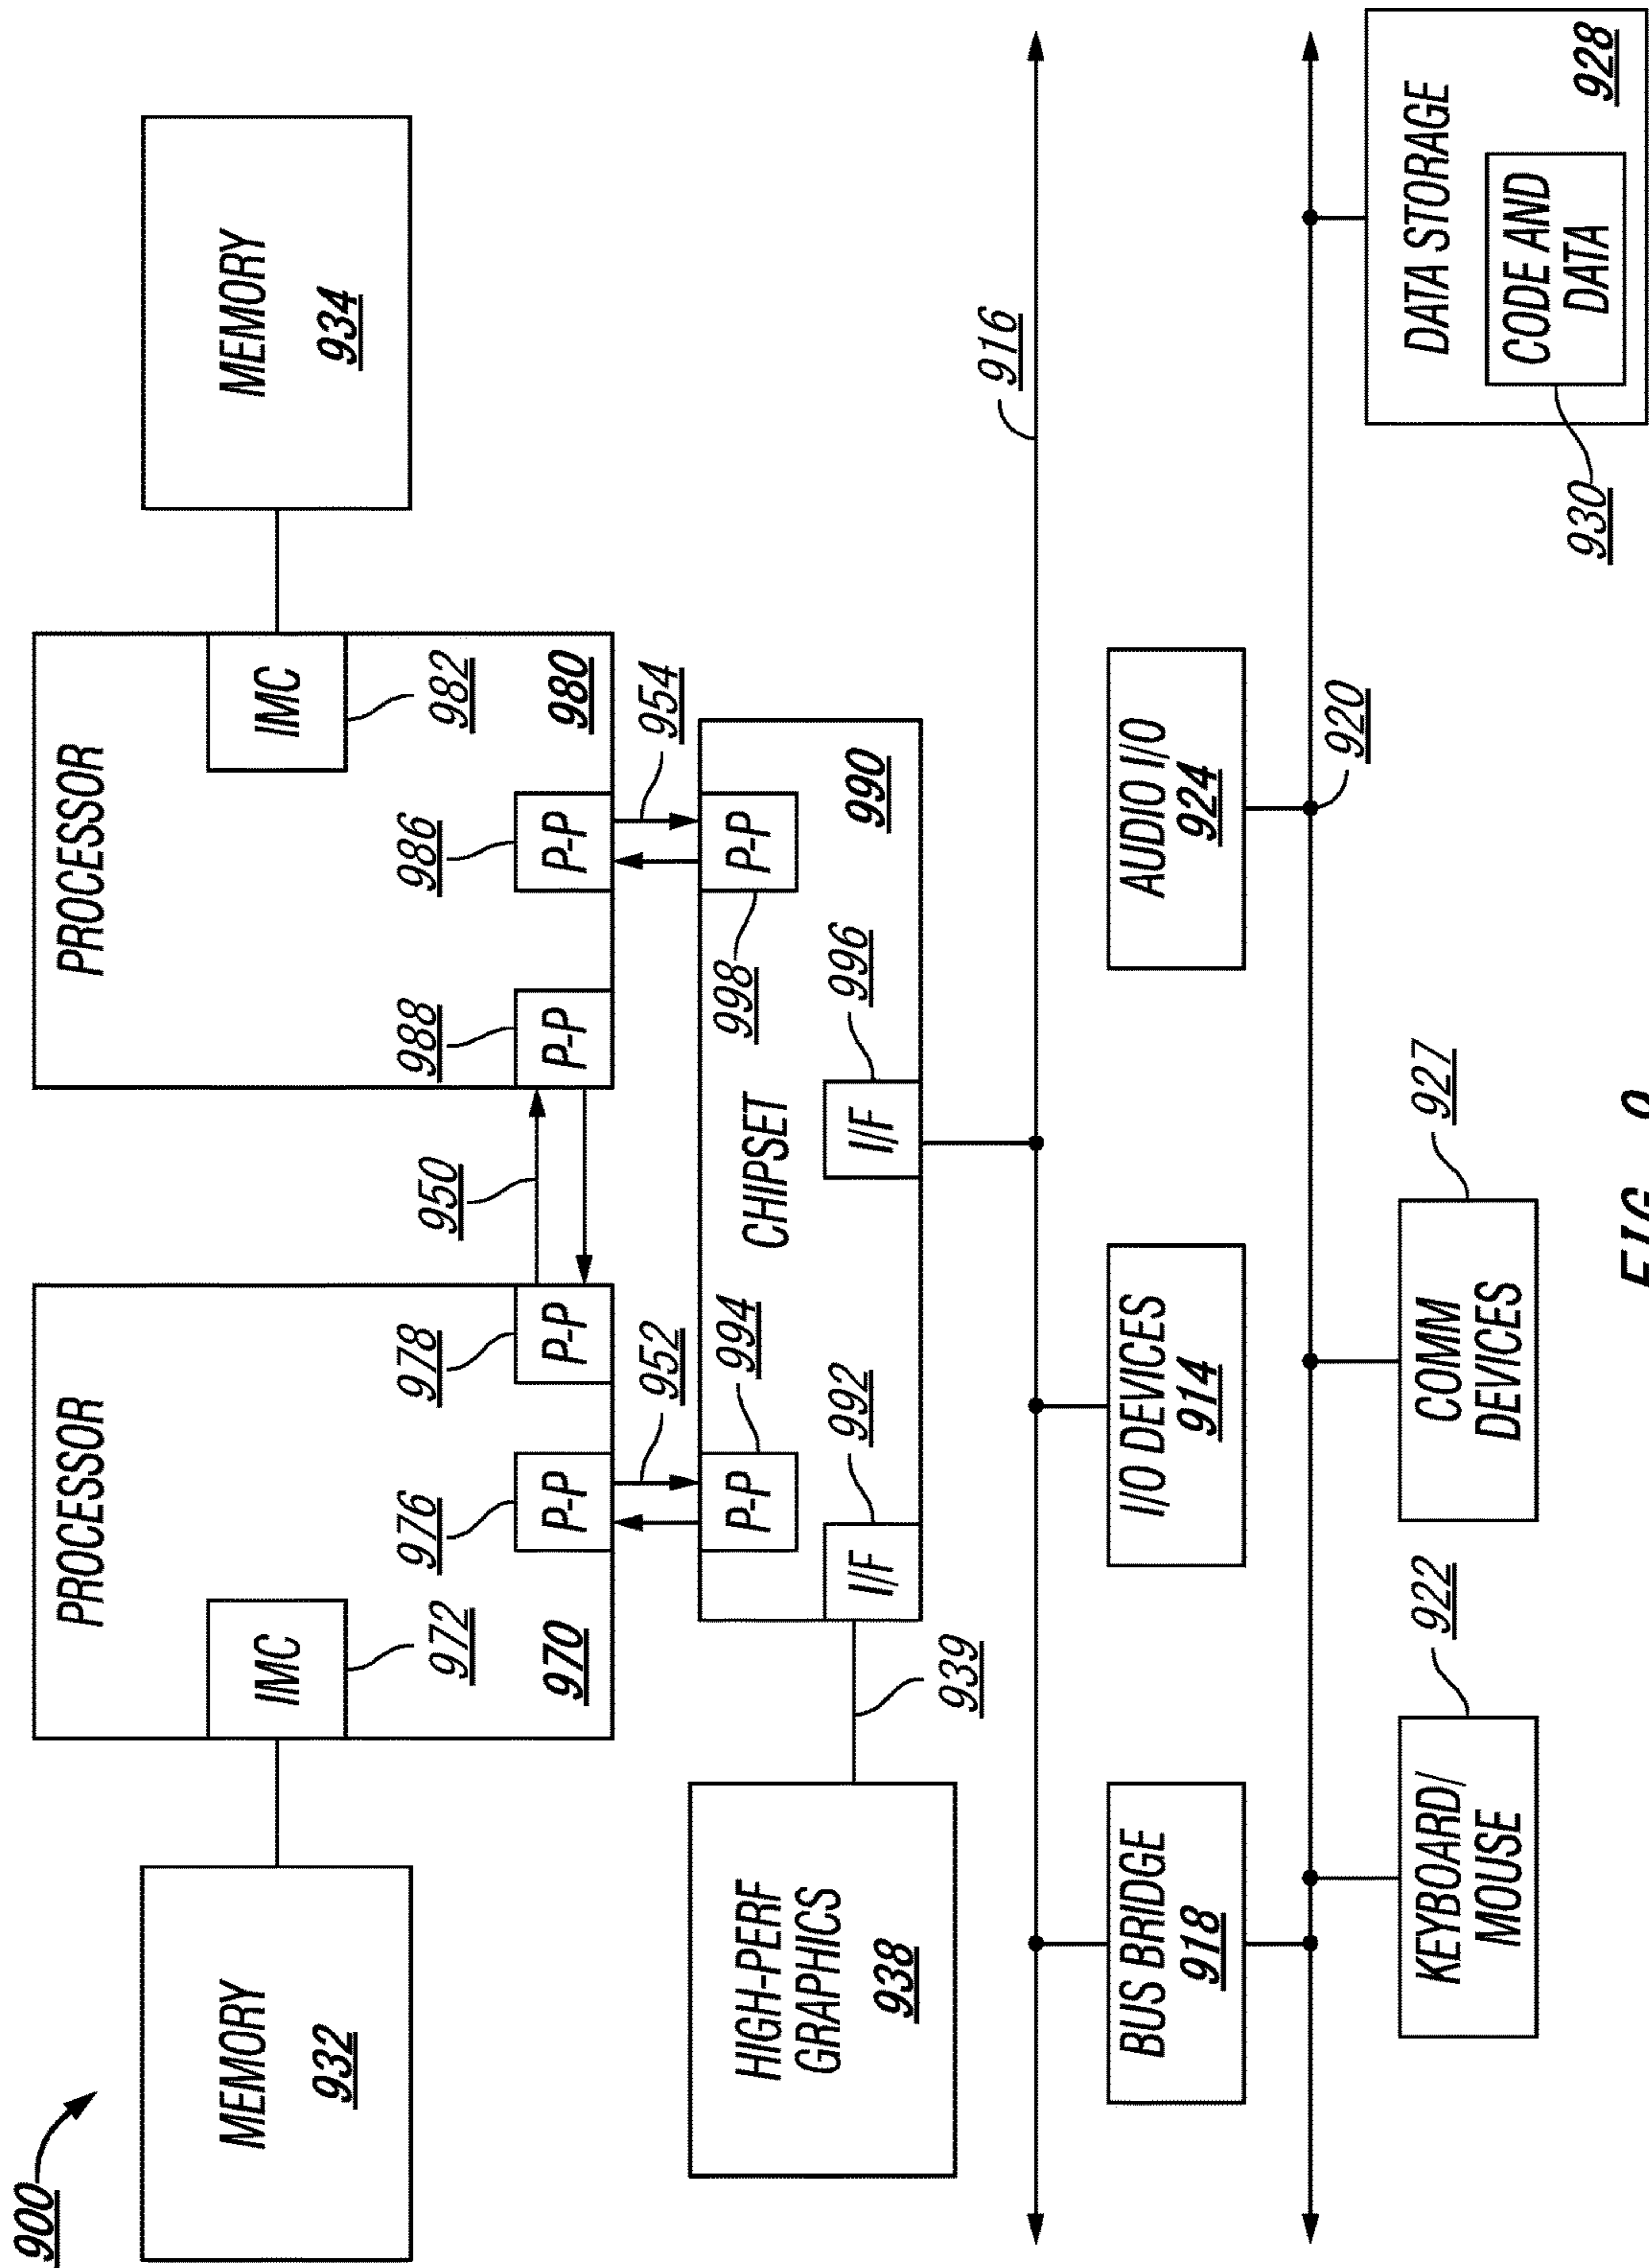 900
MEMORY
932
PROCESSOR
IMC
972
970
976
P-P
978
P-P
950
PROCESSOR
988
P-P
986
P-P
IMC
982
980
MEMORY
934
952
954
HIGH-PERF
GRAPHICS
938
939
P-P
994
I/F
992
CHIPSET
P-P
998
I/F
996
990
916
BUS BRIDGE
918
I/O DEVICES
914
AUDIO I/O
924
920
KEYBOARD/
MOUSE
922
COMM
DEVICES
927
DATA STORAGE
928
CODE AND
DATA
930
FIG. 9